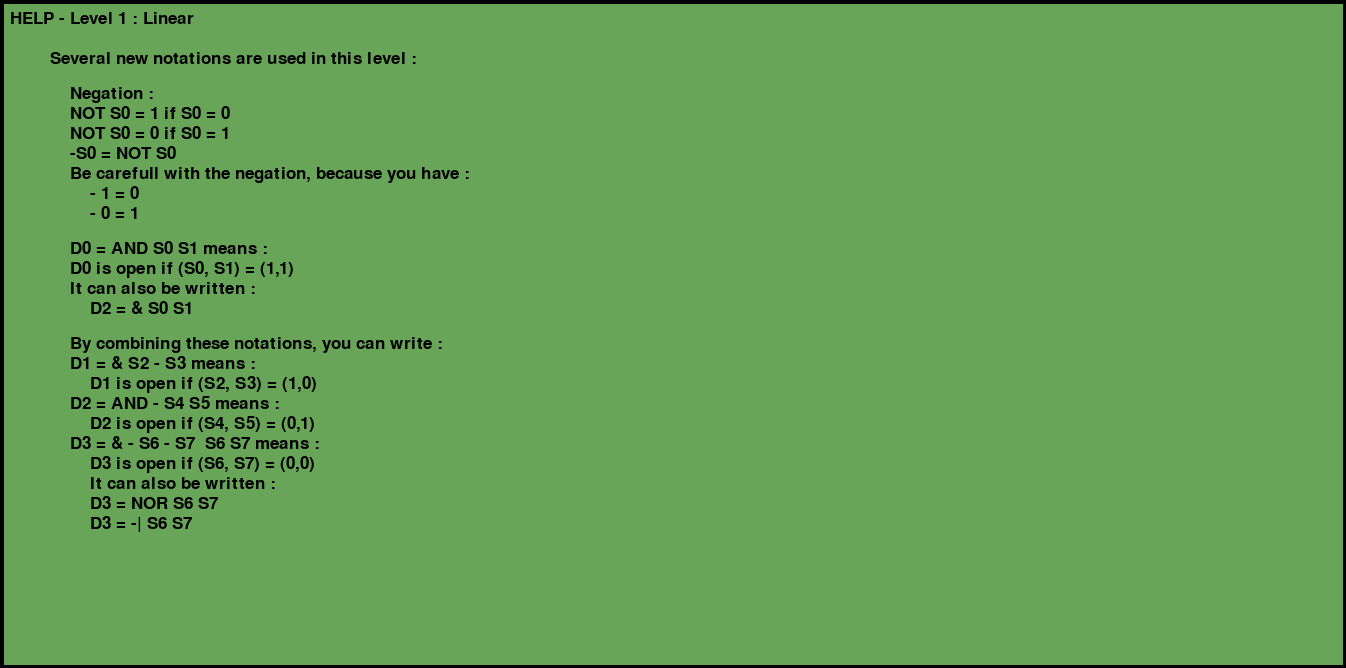 HELP - Level 1 : Linear
Several new notations are used in this level :
Negation :
NOT S0 = 1 if S0 = 0
NOT S0 = 0 if S0 = 1
-S0 = NOT S0
Be carefull with the negation, because you have :
- 1 = 0
- 0 = 1
D0 = AND S0 S1 means :
D0 is open if (S0, S1) = (1,1)
It can also be written :
D2 = & S0 S1
By combining these notations, you can write :
D1 = & S2 - S3 means :
D1 is open if (S2, S3) = (1,0)
D2 = AND - S4 S5 means :
D2 is open if (S4, S5) = (0,1)
D3 = & - S6 - S7  S6 S7 means :
D3 is open if (S6, S7) = (0,0)
It can also be written :
D3 = NOR S6 S7
D3 = -| S6 S7